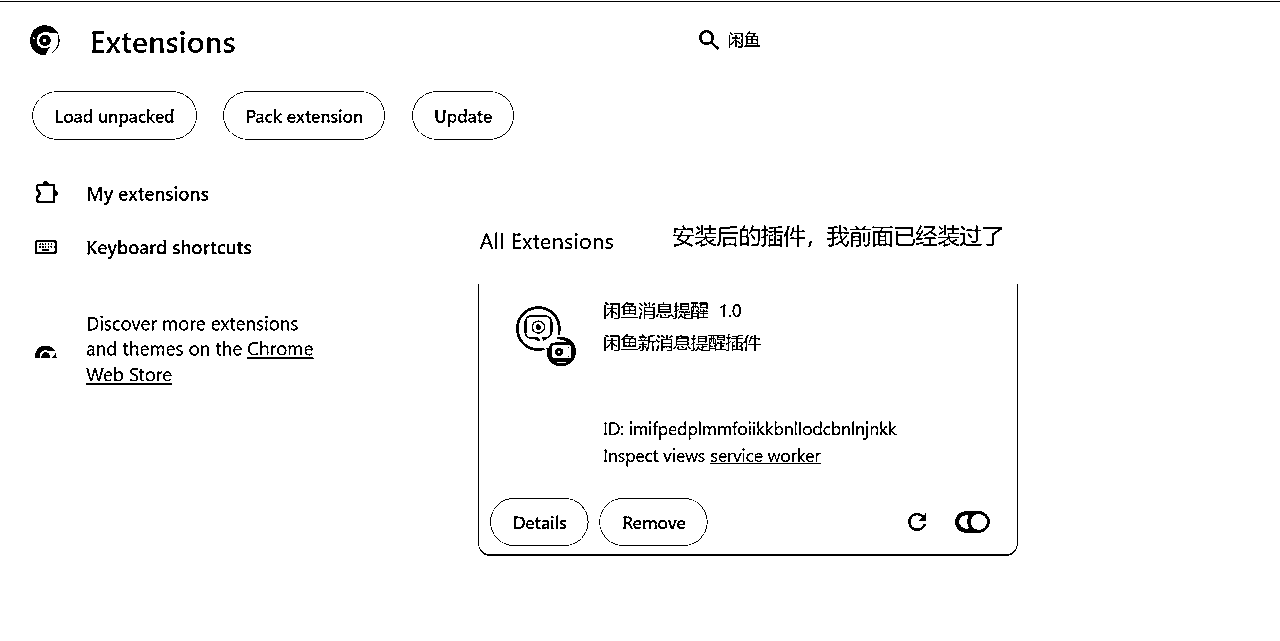 Extensions
闲鱼
Load unpacked
Pack extension
Update
My extensions
Keyboard shortcuts
Discover more extensions
and themes on the Chrome
Web Store
All Extensions
安装后的插件，我前面已经装过了
闲鱼消息提醒 1.0
闲鱼新消息提醒插件
ID: imifpedplmmfoiikkbnllodcbnlnjnkk
Inspect views service worker
Details
Remove